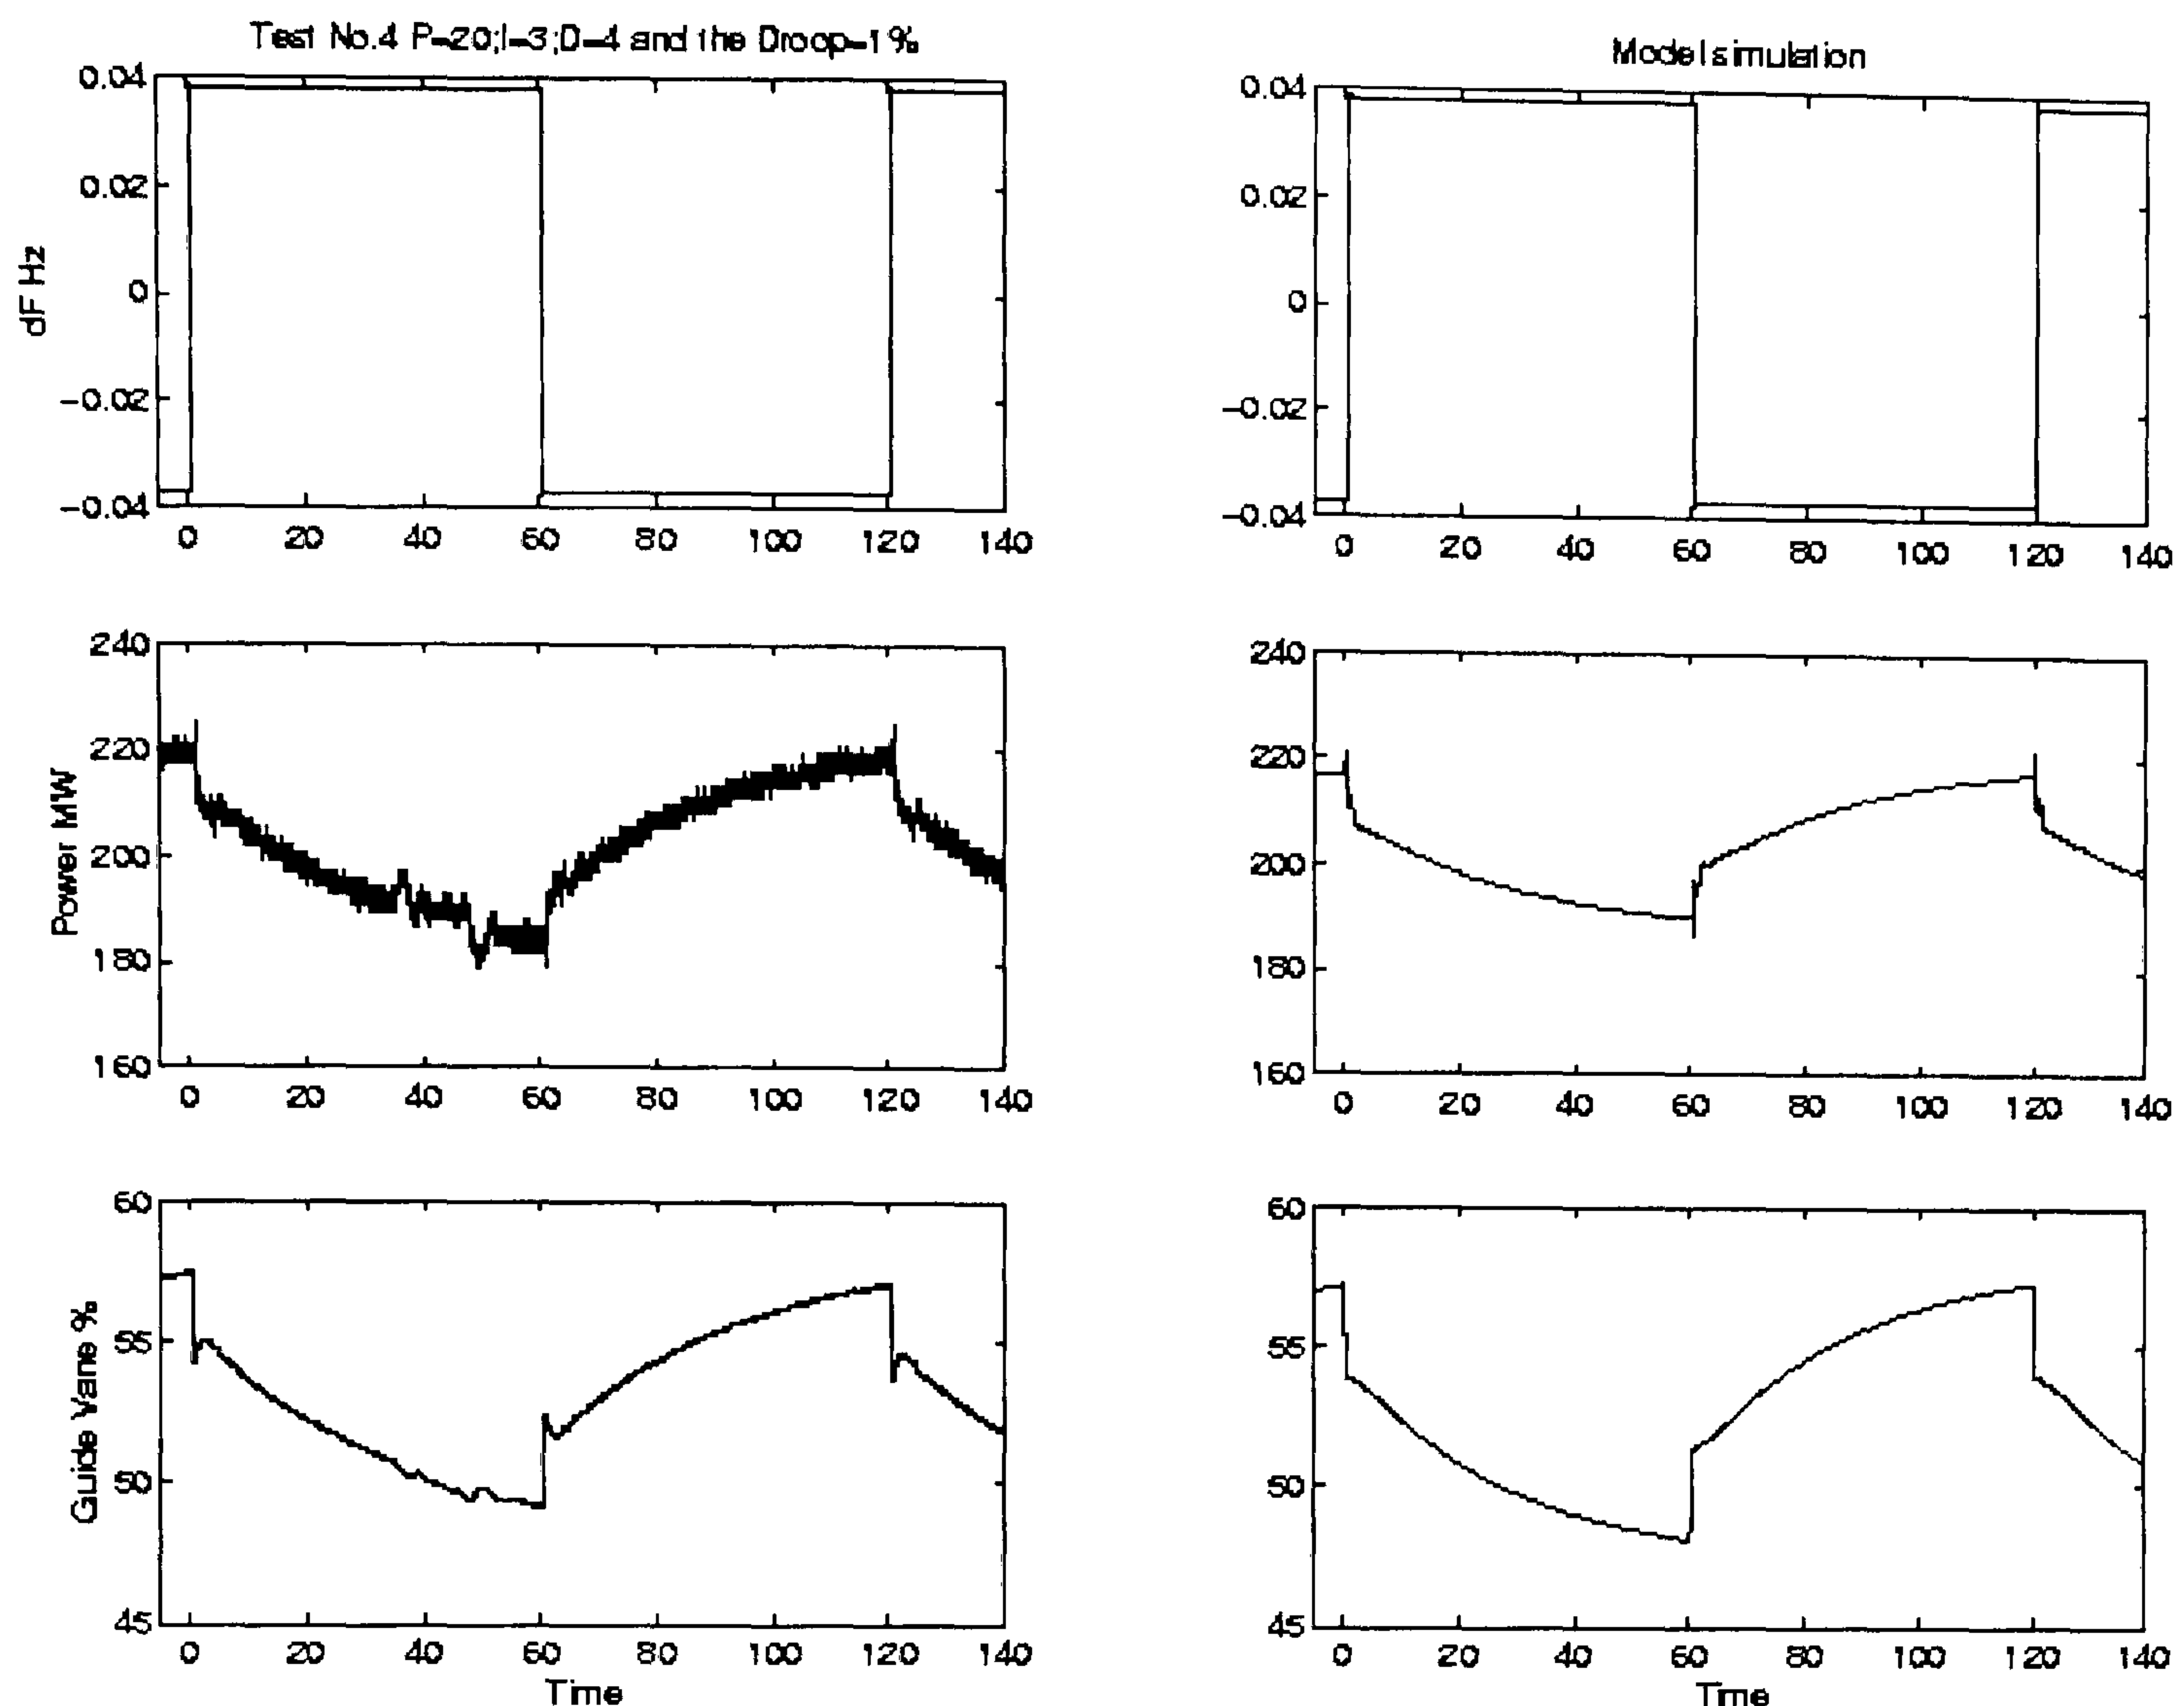 Test No.4 P=20;I=3;D=4 and the Droop=1%
Model simulation
dF Hz
0.04
0.02
0
-0.02
-0.04
0 20 40 60 80 100 120 140
0.04
0.02
0
-0.02
-0.04
0 20 40 60 80 100 120 140
Power MW
240
220
200
180
160
0 20 40 60 80 100 120 140
240
220
200
180
160
0 20 40 60 80 100 120 140
Guide Vane %
60
55
50
45
0 20 40 60 80 100 120 140
Time
60
55
50
45
0 20 40 60 80 100 120 140
Time